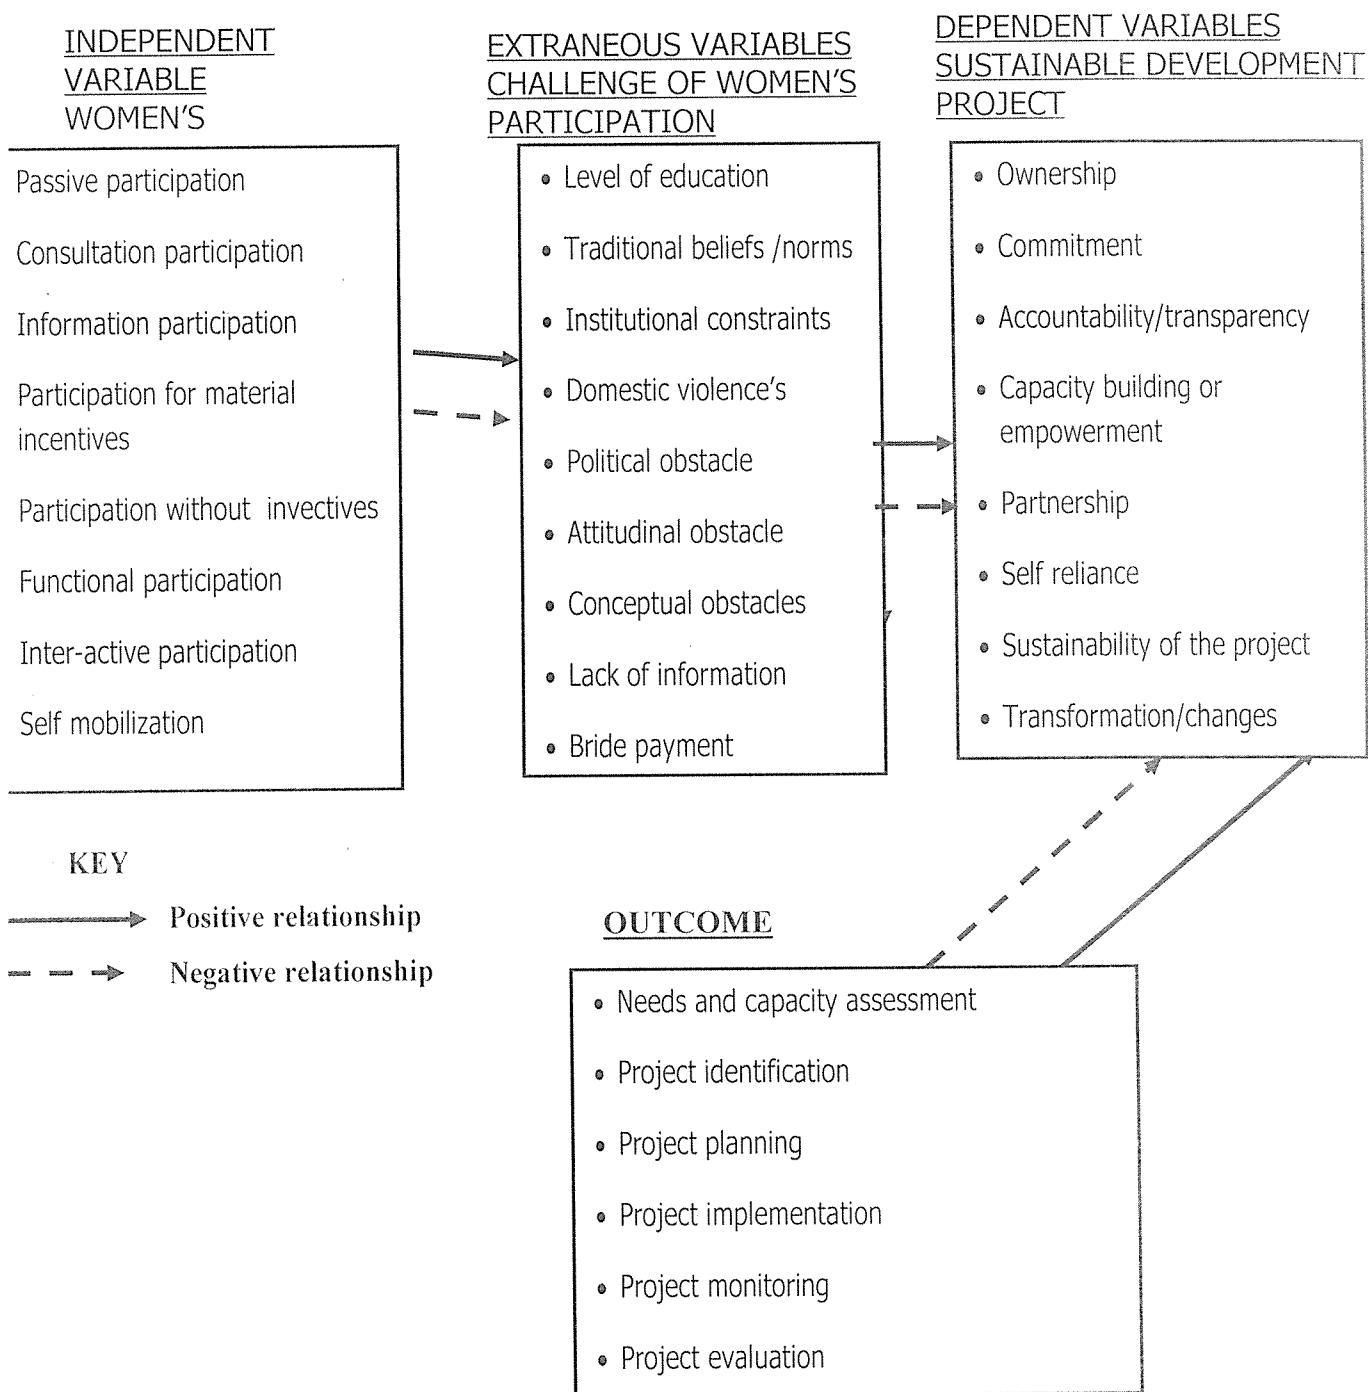 INDEPENDENT
VARIABLE
WOMEN'S
Passive participation
Consultation participation
Information participation
Participation for material
incentives
Participation without invectives
Functional participation
Inter-active participation
Self mobilization
EXTRANEOUS VARIABLES
CHALLENGE OF WOMEN'S
PARTICIPATION
• Level of education
• Traditional beliefs /norms
• Institutional constraints
• Domestic violence's
• Political obstacle
• Attitudinal obstacle
• Conceptual obstacles
• Lack of information
• Bride payment
DEPENDENT VARIABLES
SUSTAINABLE DEVELOPMENT
PROJECT
• Ownership
• Commitment
• Accountability/transparency
• Capacity building or
empowerment
• Partnership
• Self reliance
• Sustainability of the project
• Transformation/changes
KEY
Positive relationship
Negative relationship
OUTCOME
• Needs and capacity assessment
• Project identification
• Project planning
• Project implementation
• Project monitoring
• Project evaluation